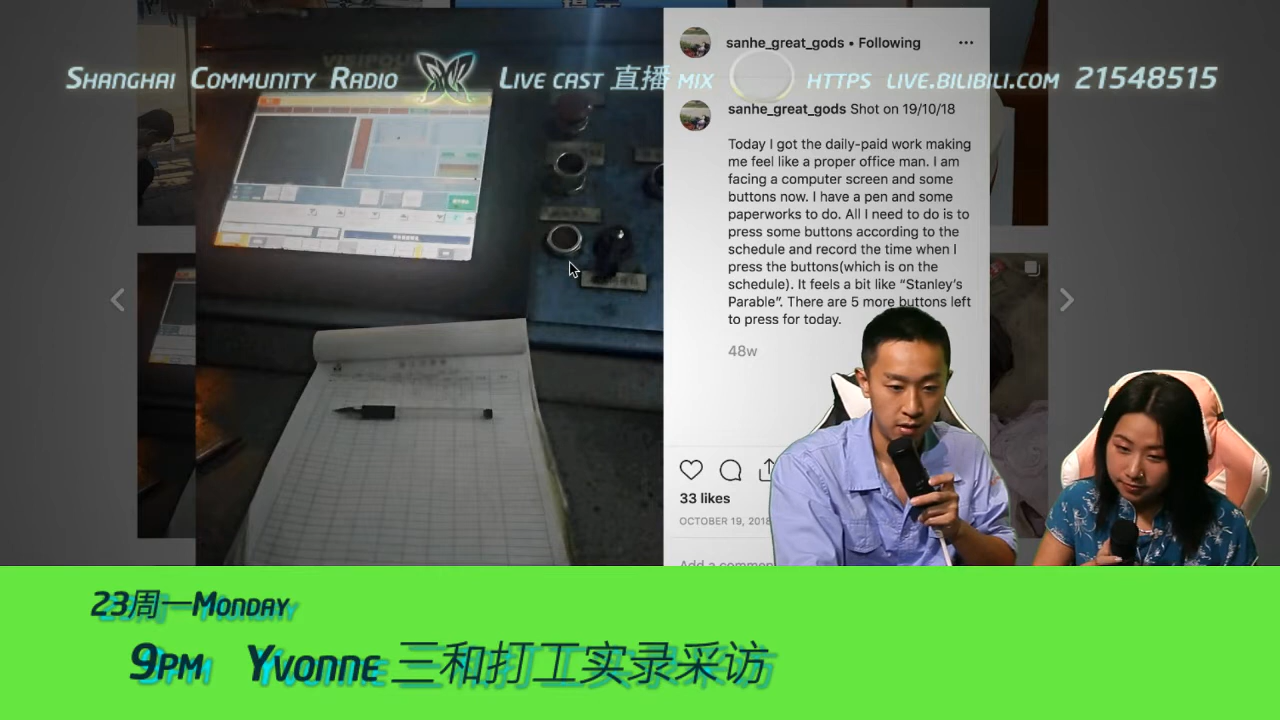 Shanghai Community Radio Live cast 直播 mix https live.bilibili.com 21548515
sanhe_great_gods • Following
sanhe_great_gods Shot on 19/10/18
Today I got the daily-paid work making
me feel like a proper office man. I am
facing a computer screen and some
buttons now. I have a pen and some
paperworks to do. All I need to do is to
press some buttons according to the
schedule and record the time when I
press the buttons(which is on the
schedule). It feels a bit like “Stanley’s
Parable”. There are 5 more buttons left
to press for today.
48w
33 likes
OCTOBER 19, 2018
Add a commen
23周一Monday
9pm Yvonne 三和打工实录采访